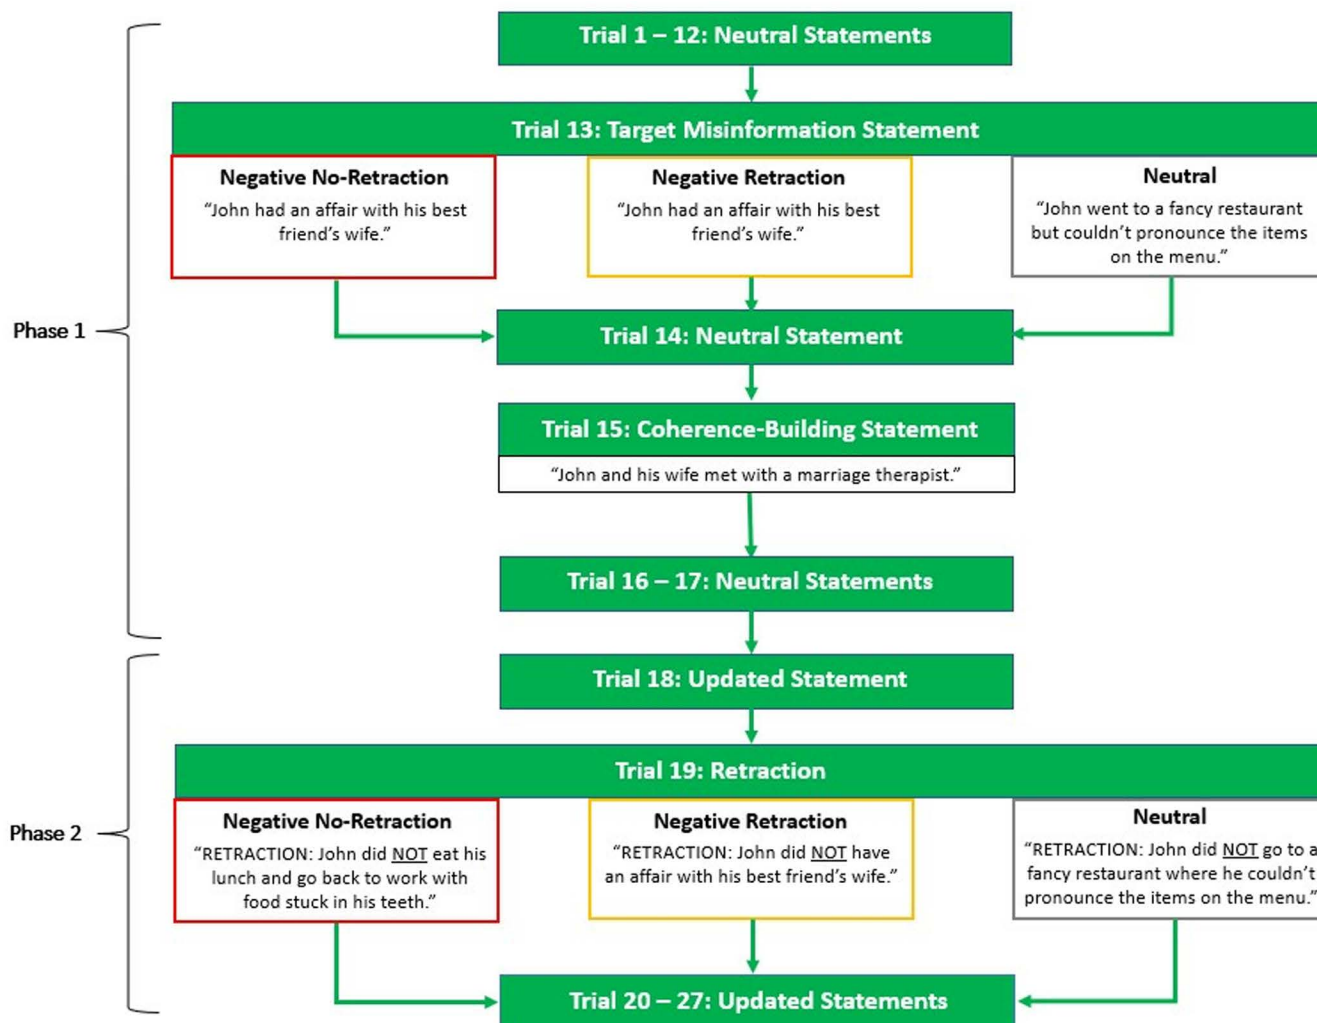 Trial 1 – 12: Neutral Statements
Trial 13: Target Misinformation Statement
Negative No-Retraction
“John had an affair with his best
friend’s wife.”
Negative Retraction
“John had an affair with his best
friend’s wife.”
Neutral
“John went to a fancy restaurant
but couldn’t pronounce the items
on the menu.”
Phase 1
Trial 14: Neutral Statement
Trial 15: Coherence-Building Statement
“John and his wife met with a marriage therapist.”
Trial 16 – 17: Neutral Statements
Trial 18: Updated Statement
Trial 19: Retraction
Phase 2
Negative No-Retraction
“RETRACTION: John did NOT eat his
lunch and go back to work with
food stuck in his teeth.”
Negative Retraction
“RETRACTION: John did NOT have
an affair with his best friend’s wife.”
Neutral
“RETRACTION: John did NOT go to a
fancy restaurant where he couldn’t
pronounce the items on the menu.”
Trial 20 – 27: Updated Statements